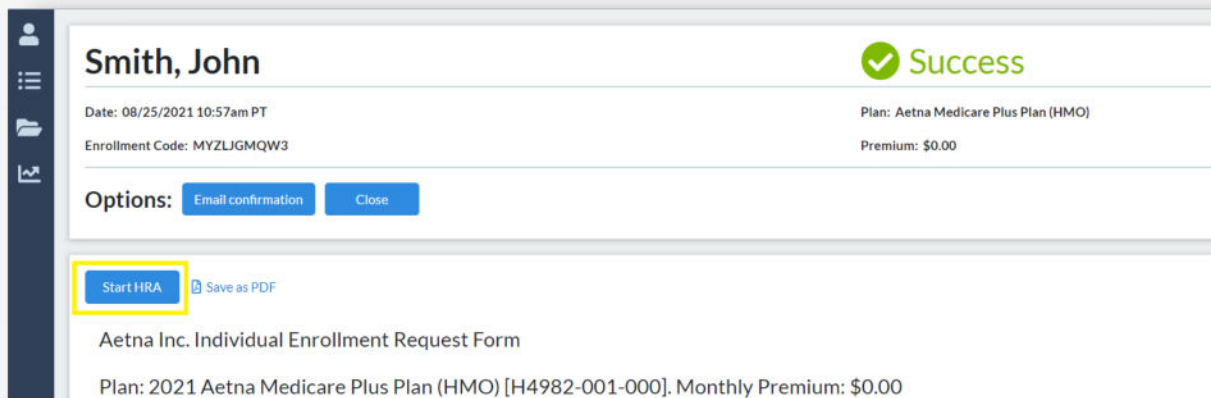 Smith, John
Success
Date: 08/25/2021 10:57am PT
Plan: Aetna Medicare Plus Plan (HMO)
Enrollment Code: MYZLJGMQW3
Premium: $0.00
Options:
Email confirmation
Close
Start HRA
Save as PDF
Aetna Inc. Individual Enrollment Request Form
Plan: 2021 Aetna Medicare Plus Plan (HMO) [H4982-001-000]. Monthly Premium: $0.00